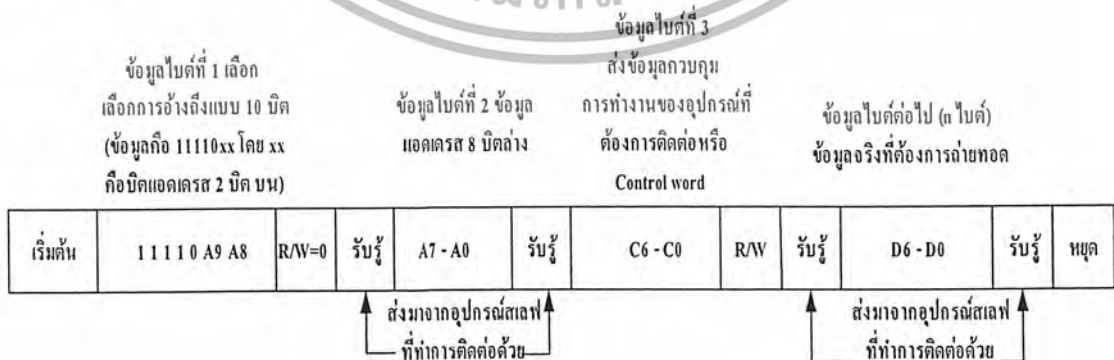 ข้อมูลไบต์ที่ 1 เลือก
เลือกการอ้างถึงแบบ 10 บิต
(ข้อมูลคือ 11110xx โดย xx
คือบิตแอดเดรส 2 บิต บน)
ข้อมูลไบต์ที่ 2 ข้อมูล
แอดเดรส 8 บิตล่าง
ข้อมูลไบต์ที่ 3
ส่งข้อมูลควบคุม
การทำงานของอุปกรณ์ที่
ต้องการติดต่อหรือ
Control word
ข้อมูลไบต์ต่อไป (n ไบต์)
ข้อมูลจริงที่ต้องการถ่ายทอด
เริ่มต้น 1 1 1 1 0 A9 A8 R/W=0 รับรู้ A7 - A0 รับรู้ C6 - C0 R/W รับรู้ D6 - D0 รับรู้ หยุด
ส่งมาจากอุปกรณ์สเลฟ
ที่ทำการติดต่อด้วย
ส่งมาจากอุปกรณ์สเลฟ
ที่ทำการติดต่อด้วย